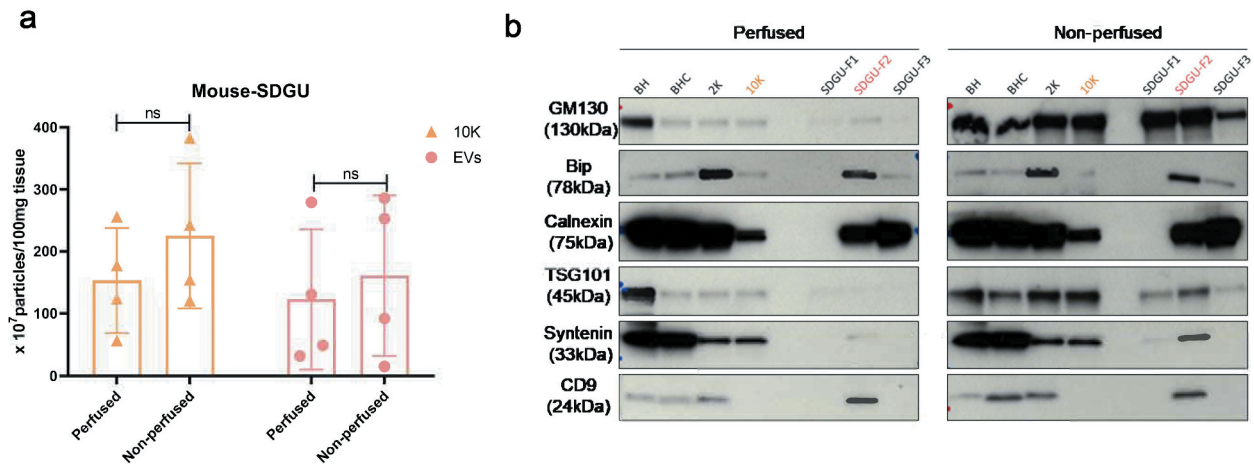 a
Mouse-SDGU
ns
ns
10K
EVs
x 10⁷particles/100mg tissue
400
300
200
100
0
Perfused
Non-perfused
Perfused
Non-perfused
b
Perfused
Non-perfused
BH
BHC
2K
10K
SDGU-F1
SDGU-F2
SDGU-F3
BH
BHC
2K
10K
SDGU-F1
SDGU-F2
SDGU-F3
GM130
(130kDa)
Bip
(78kDa)
Calnexin
(75kDa)
TSG101
(45kDa)
Syntenin
(33kDa)
CD9
(24kDa)